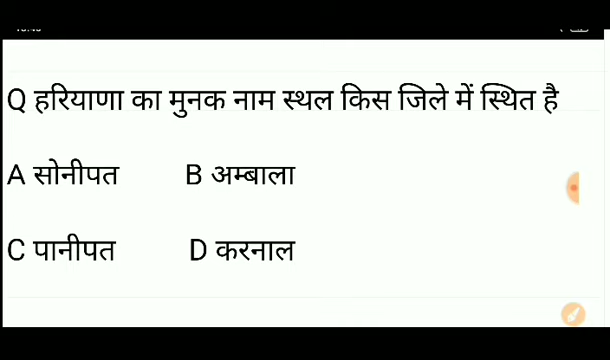 Q हरियाणा का मुनक नाम स्थल किस जिले में स्थित है
A सोनीपत B अम्बाला
C पानीपत D करनाल